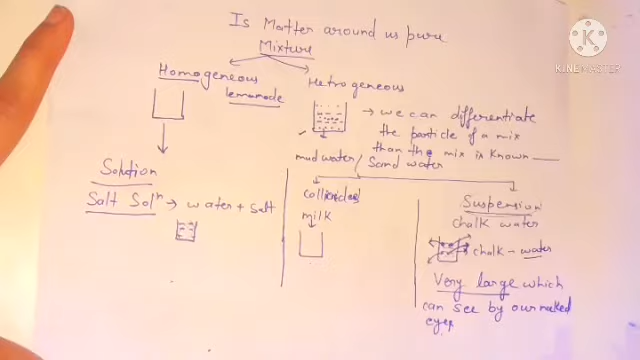 Is Matter around us pure
Mixture
Homogeneous
Hetrogeneous
lemonade
→ we can differentiate
the particle of a mix
than the mix is known ____
mud water /
Sand water
Solution
Salt Solⁿ → water + salt
milk
Suspension
chalk water
chalk - water
Very large which
can see by our naked
eyes
K
KINEMASTER